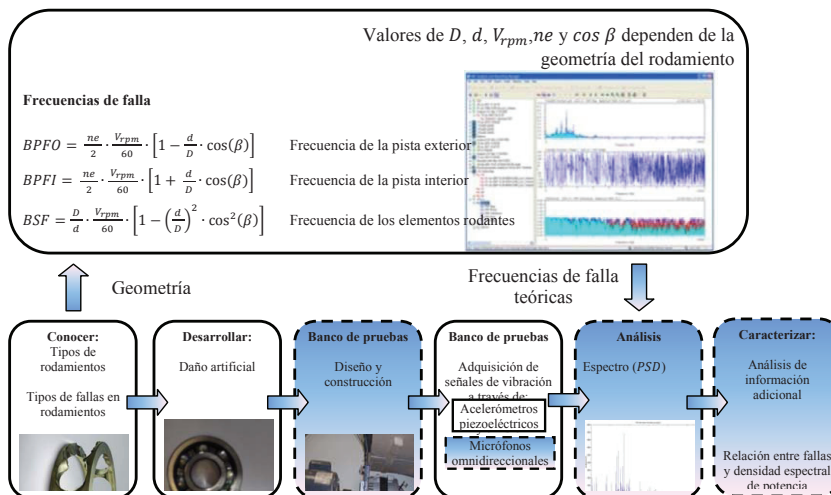 Valores de D, d, V_rpm,ne y cos β dependen de la
geometría del rodamiento
Frecuencias de falla
BPFO = ne/2 · V_rpm/60 · [1 − d/D · cos(β)] Frecuencia de la pista exterior
BPFI = ne/2 · V_rpm/60 · [1 + d/D · cos(β)] Frecuencia de la pista interior
BSF = D/d · V_rpm/60 · [1 − (d/D)² · cos²(β)] Frecuencia de los elementos rodantes
Geometría
Frecuencias de falla
teóricas
Conocer:
Tipos de
rodamientos
Tipos de fallas en
rodamientos
Desarrollar:
Daño artificial
Banco de pruebas
Diseño y
construcción
Banco de pruebas
Adquisición de
señales de vibración
a través de:
Acelerómetros
piezoeléctricos
Micrófonos
omnidireccionales
Análisis
Espectro (PSD)
Caracterizar:
Análisis de
información
adicional
Relación entre fallas
y densidad espectral
de potencia